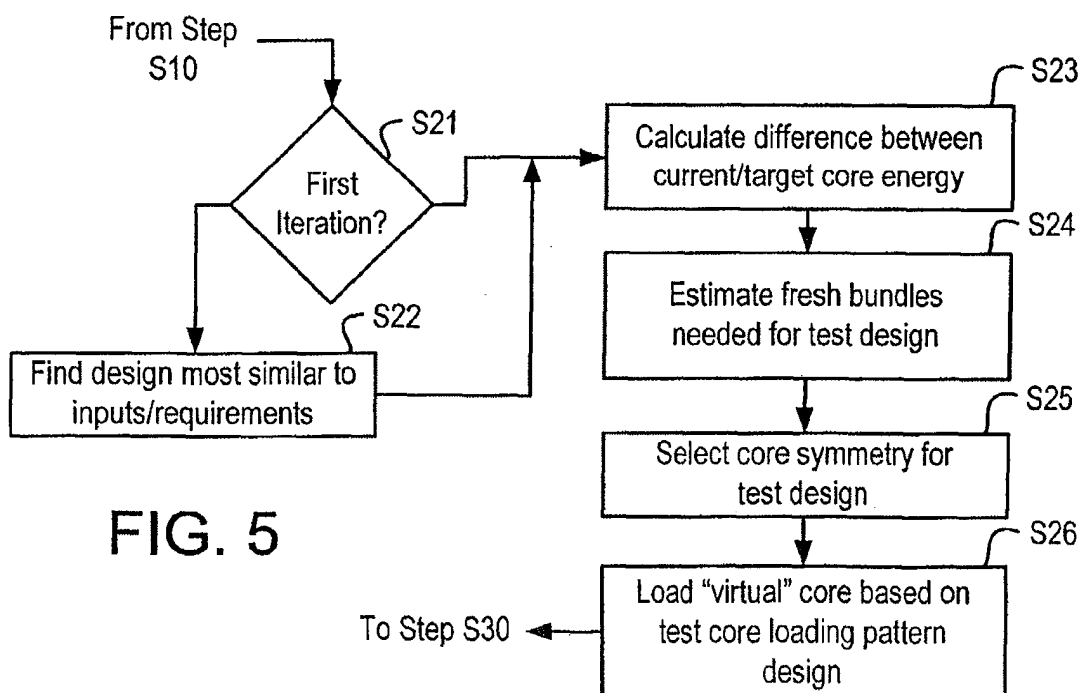 From Step
S10
S21
First
Iteration?
S22
Find design most similar to
inputs/requirements
S23
Calculate difference between
current/target core energy
S24
Estimate fresh bundles
needed for test design
S25
Select core symmetry for
test design
S26
Load “virtual” core based on
test core loading pattern
design
To Step S30
FIG. 5